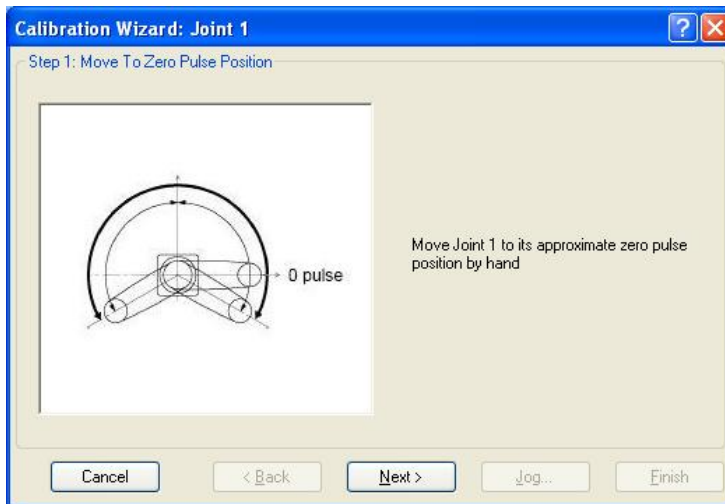 Calibration Wizard: Joint 1
Step 1: Move To Zero Pulse Position
0 pulse
Move Joint 1 to its approximate zero pulse
position by hand
Cancel
< Back
Next >
Jog...
Finish